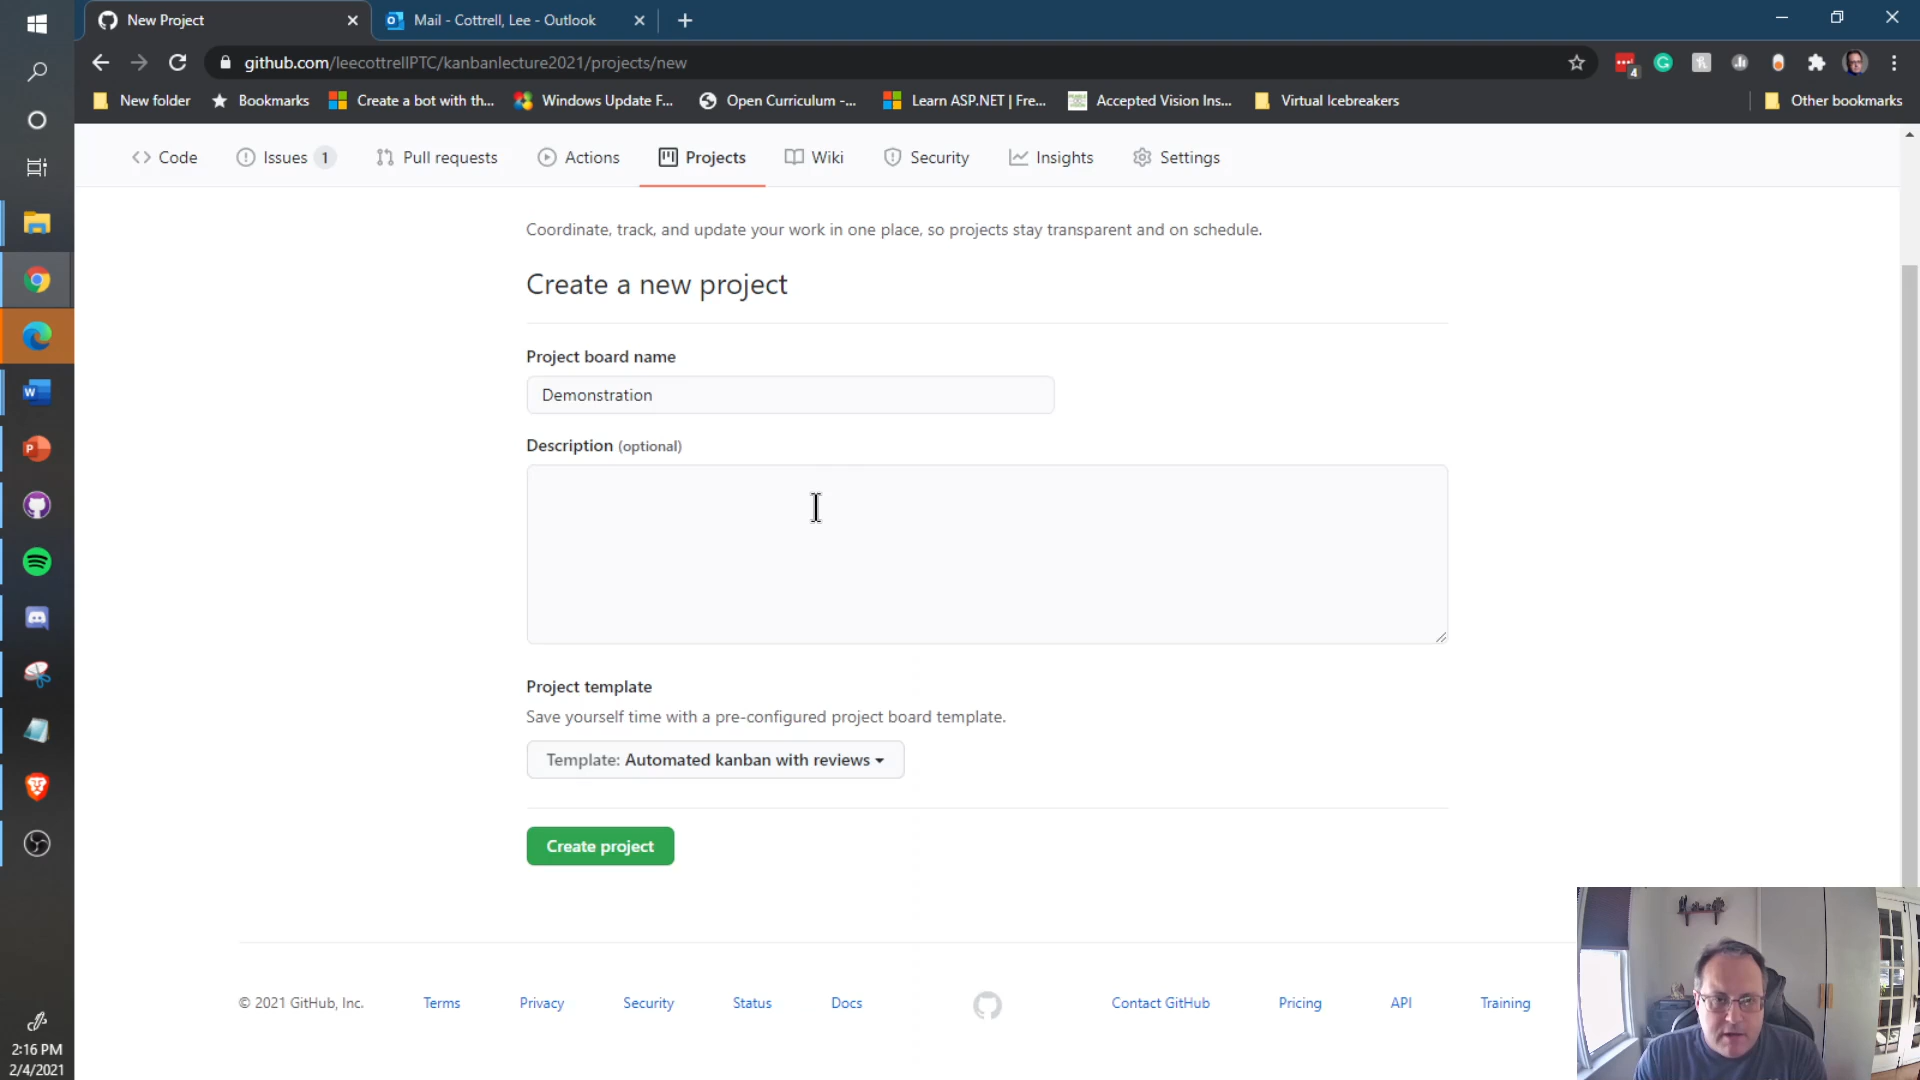 New Project
Mail - Cottrell, Lee - Outlook
github.com/leecottrellPTC/kanbanlecture2021/projects/new
4
New folder
Bookmarks
Create a bot with th...
Windows Update F...
Open Curriculum -...
Learn ASP.NET | Fre...
Accepted Vision Ins...
Virtual Icebreakers
Other bookmarks
Code
Issues 1
Pull requests
Actions
Projects
Wiki
Security
Insights
Settings
Coordinate, track, and update your work in one place, so projects stay transparent and on schedule.
Create a new project
Project board name
Demonstration
Description (optional)
Project template
Save yourself time with a pre-configured project board template.
Template: Automated kanban with reviews
Create project
© 2021 GitHub, Inc.
Terms
Privacy
Security
Status
Docs
Contact GitHub
Pricing
API
Training
2:16 PM
2/4/2021